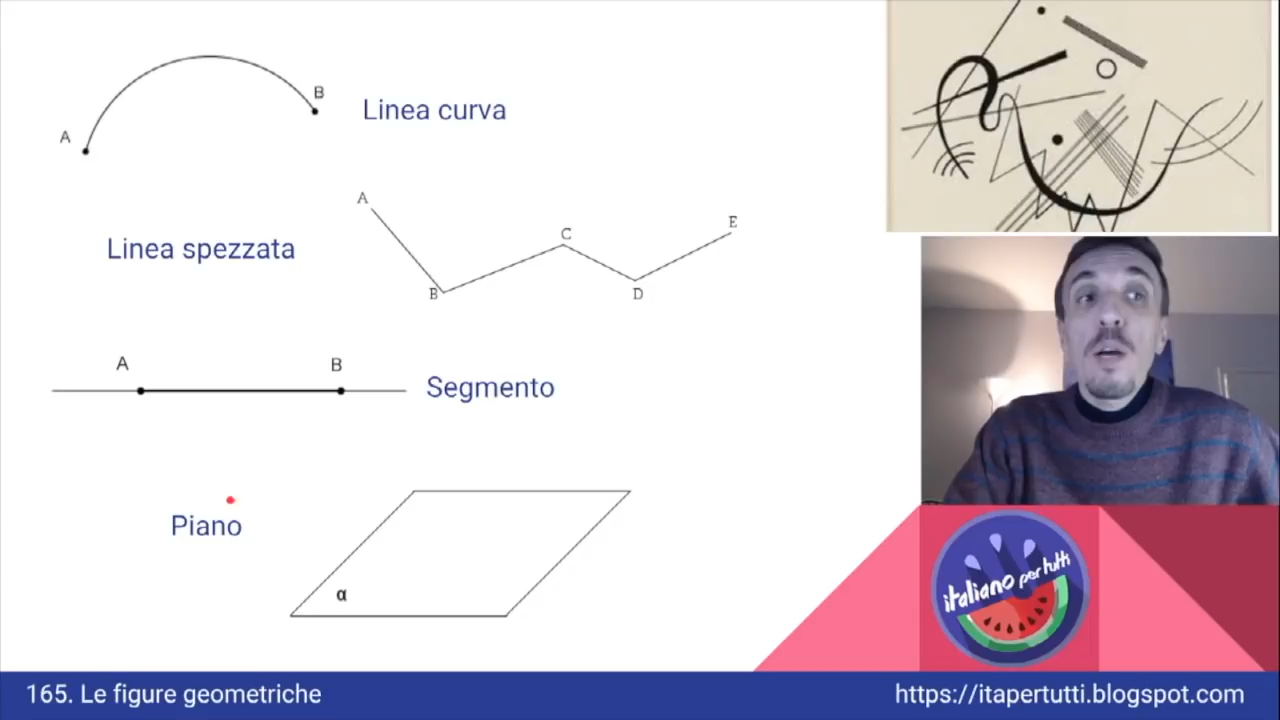 A
B
Linea curva
A
B
C
D
E
Linea spezzata
A
B
Segmento
Piano
α
italiano per tutti
165. Le figure geometriche
https://itapertutti.blogspot.com